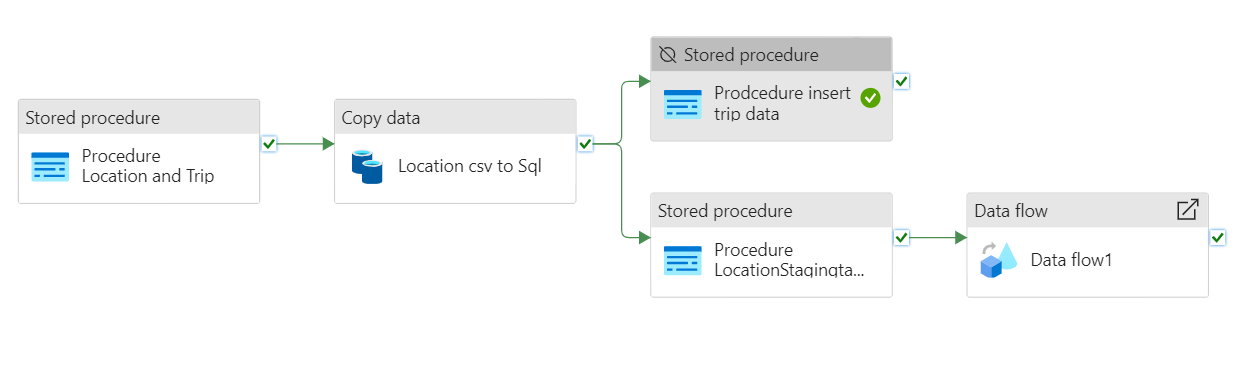 Stored procedure
Procedure
Location and Trip
Copy data
Location csv to Sql
Stored procedure
Prodcedure insert
trip data
Stored procedure
Procedure
LocationStagingta...
Data flow
Data flow1